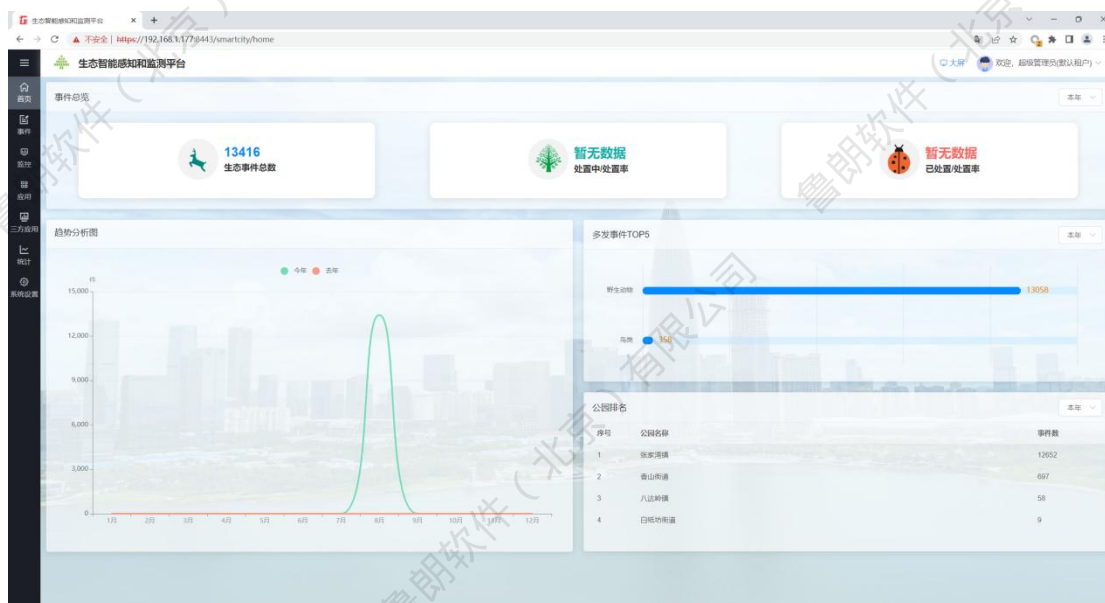 生态智能感知和监测平台
不安全 | https://192.168.1.177:8443/smartcity/home
生态智能感知和监测平台
大屏
欢迎，超级管理员(默认租户)
首页
事件
监控
应用
三方应用
统计
系统设置
事件总览
本年
13416
生态事件总数
暂无数据
处置中/处置率
暂无数据
已处置/处置率
趋势分析图
今年 去年
件
15,000
12,000
9,000
6,000
3,000
0
1月 2月 3月 4月 5月 6月 7月 8月 9月 10月 11月 12月
多发事件TOP5
本年
野生动物 13058
鸟类 358
公园排名
本年
序号 公园名称 事件数
1 张家湾镇 12652
2 香山街道 697
3 八达岭镇 58
4 白纸坊街道 9
鲁朗软件（北京）有限公司